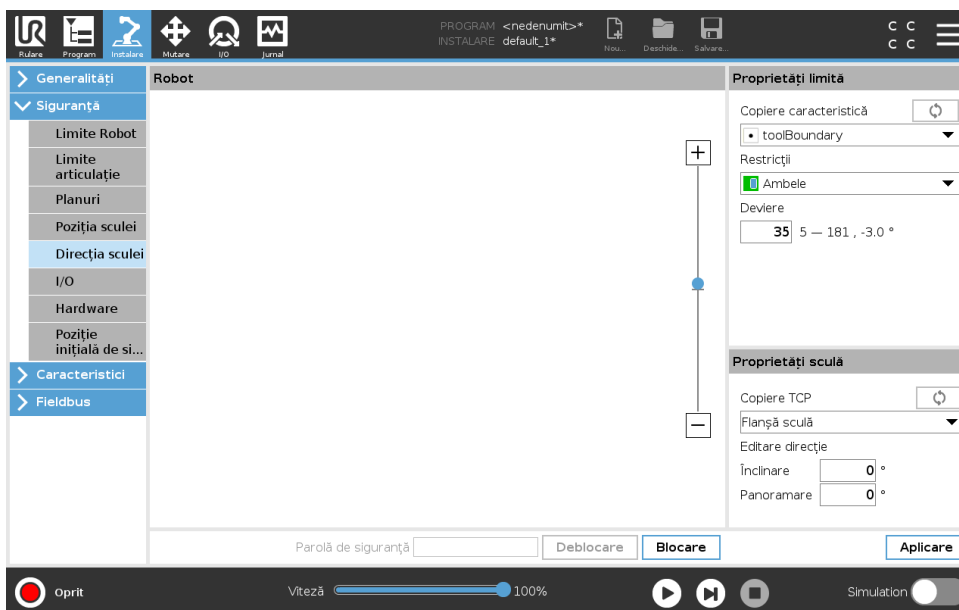 PROGRAM <nedenumit>*
INSTALARE default_1*
Rulare Program Instalare Mutare I/O Jurnal Nou... Deschide... Salvare...
C C
C C
Generalități
Robot
Proprietăți limită
Siguranță
Limite Robot
Limite
articulație
Planuri
Poziția sculei
Direcția sculei
I/O
Hardware
Poziție
inițială de si...
Caracteristici
Fieldbus
Copiere caracteristică
toolBoundary
Restricții
Ambele
Deviere
35 5 — 181 , -3.0 °
Proprietăți sculă
Copiere TCP
Flanșă sculă
Editare direcție
Înclinare 0 °
Panoramare 0 °
Parolă de siguranță Deblocare Blocare Aplicare
Oprit Viteză 100% Simulation